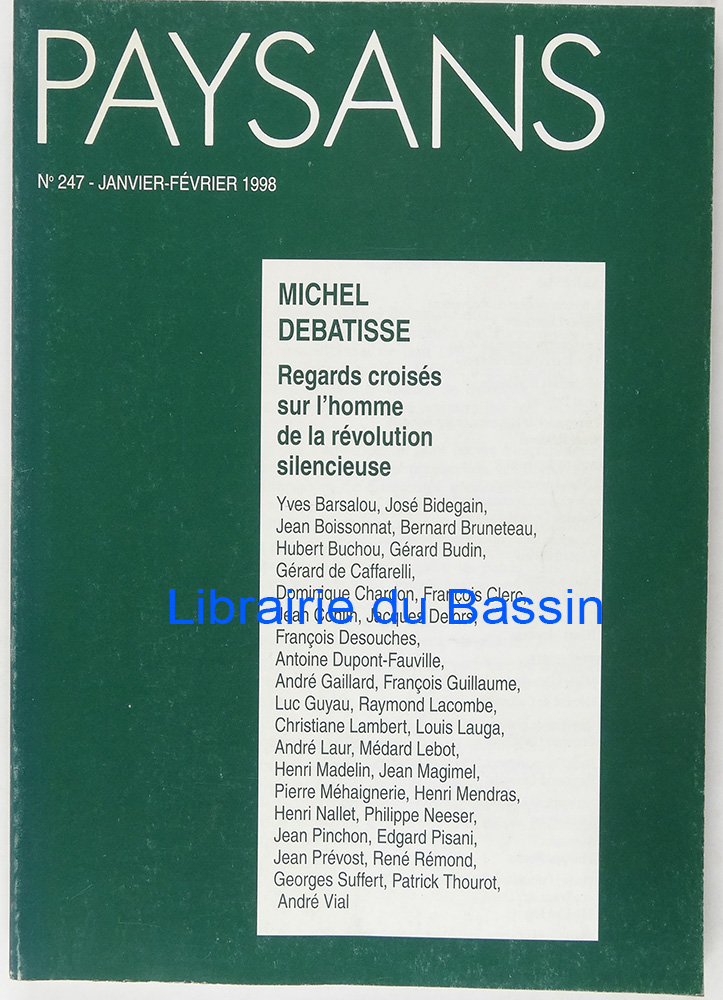 PAYSANS
N° 247 - JANVIER-FÉVRIER 1998
MICHEL
DEBATISSE
Regards croisés
sur l'homme
de la révolution
silencieuse
Yves Barsalou, José Bidegain,
Jean Boissonnat, Bernard Bruneteau,
Hubert Buchou, Gérard Budin,
Gérard de Caffarelli,
Dominique Chardon, François Clerc,
Librairie du Bassin
Jean Cohlin, Jacques Delors,
François Desouches,
Antoine Dupont-Fauville,
André Gaillard, François Guillaume,
Luc Guyau, Raymond Lacombe,
Christiane Lambert, Louis Lauga,
André Laur, Médard Lebot,
Henri Madelin, Jean Magimel,
Pierre Méhaignerie, Henri Mendras,
Henri Nallet, Philippe Neeser,
Jean Pinchon, Edgard Pisani,
Jean Prévost, René Rémond,
Georges Suffert, Patrick Thourot,
André Vial